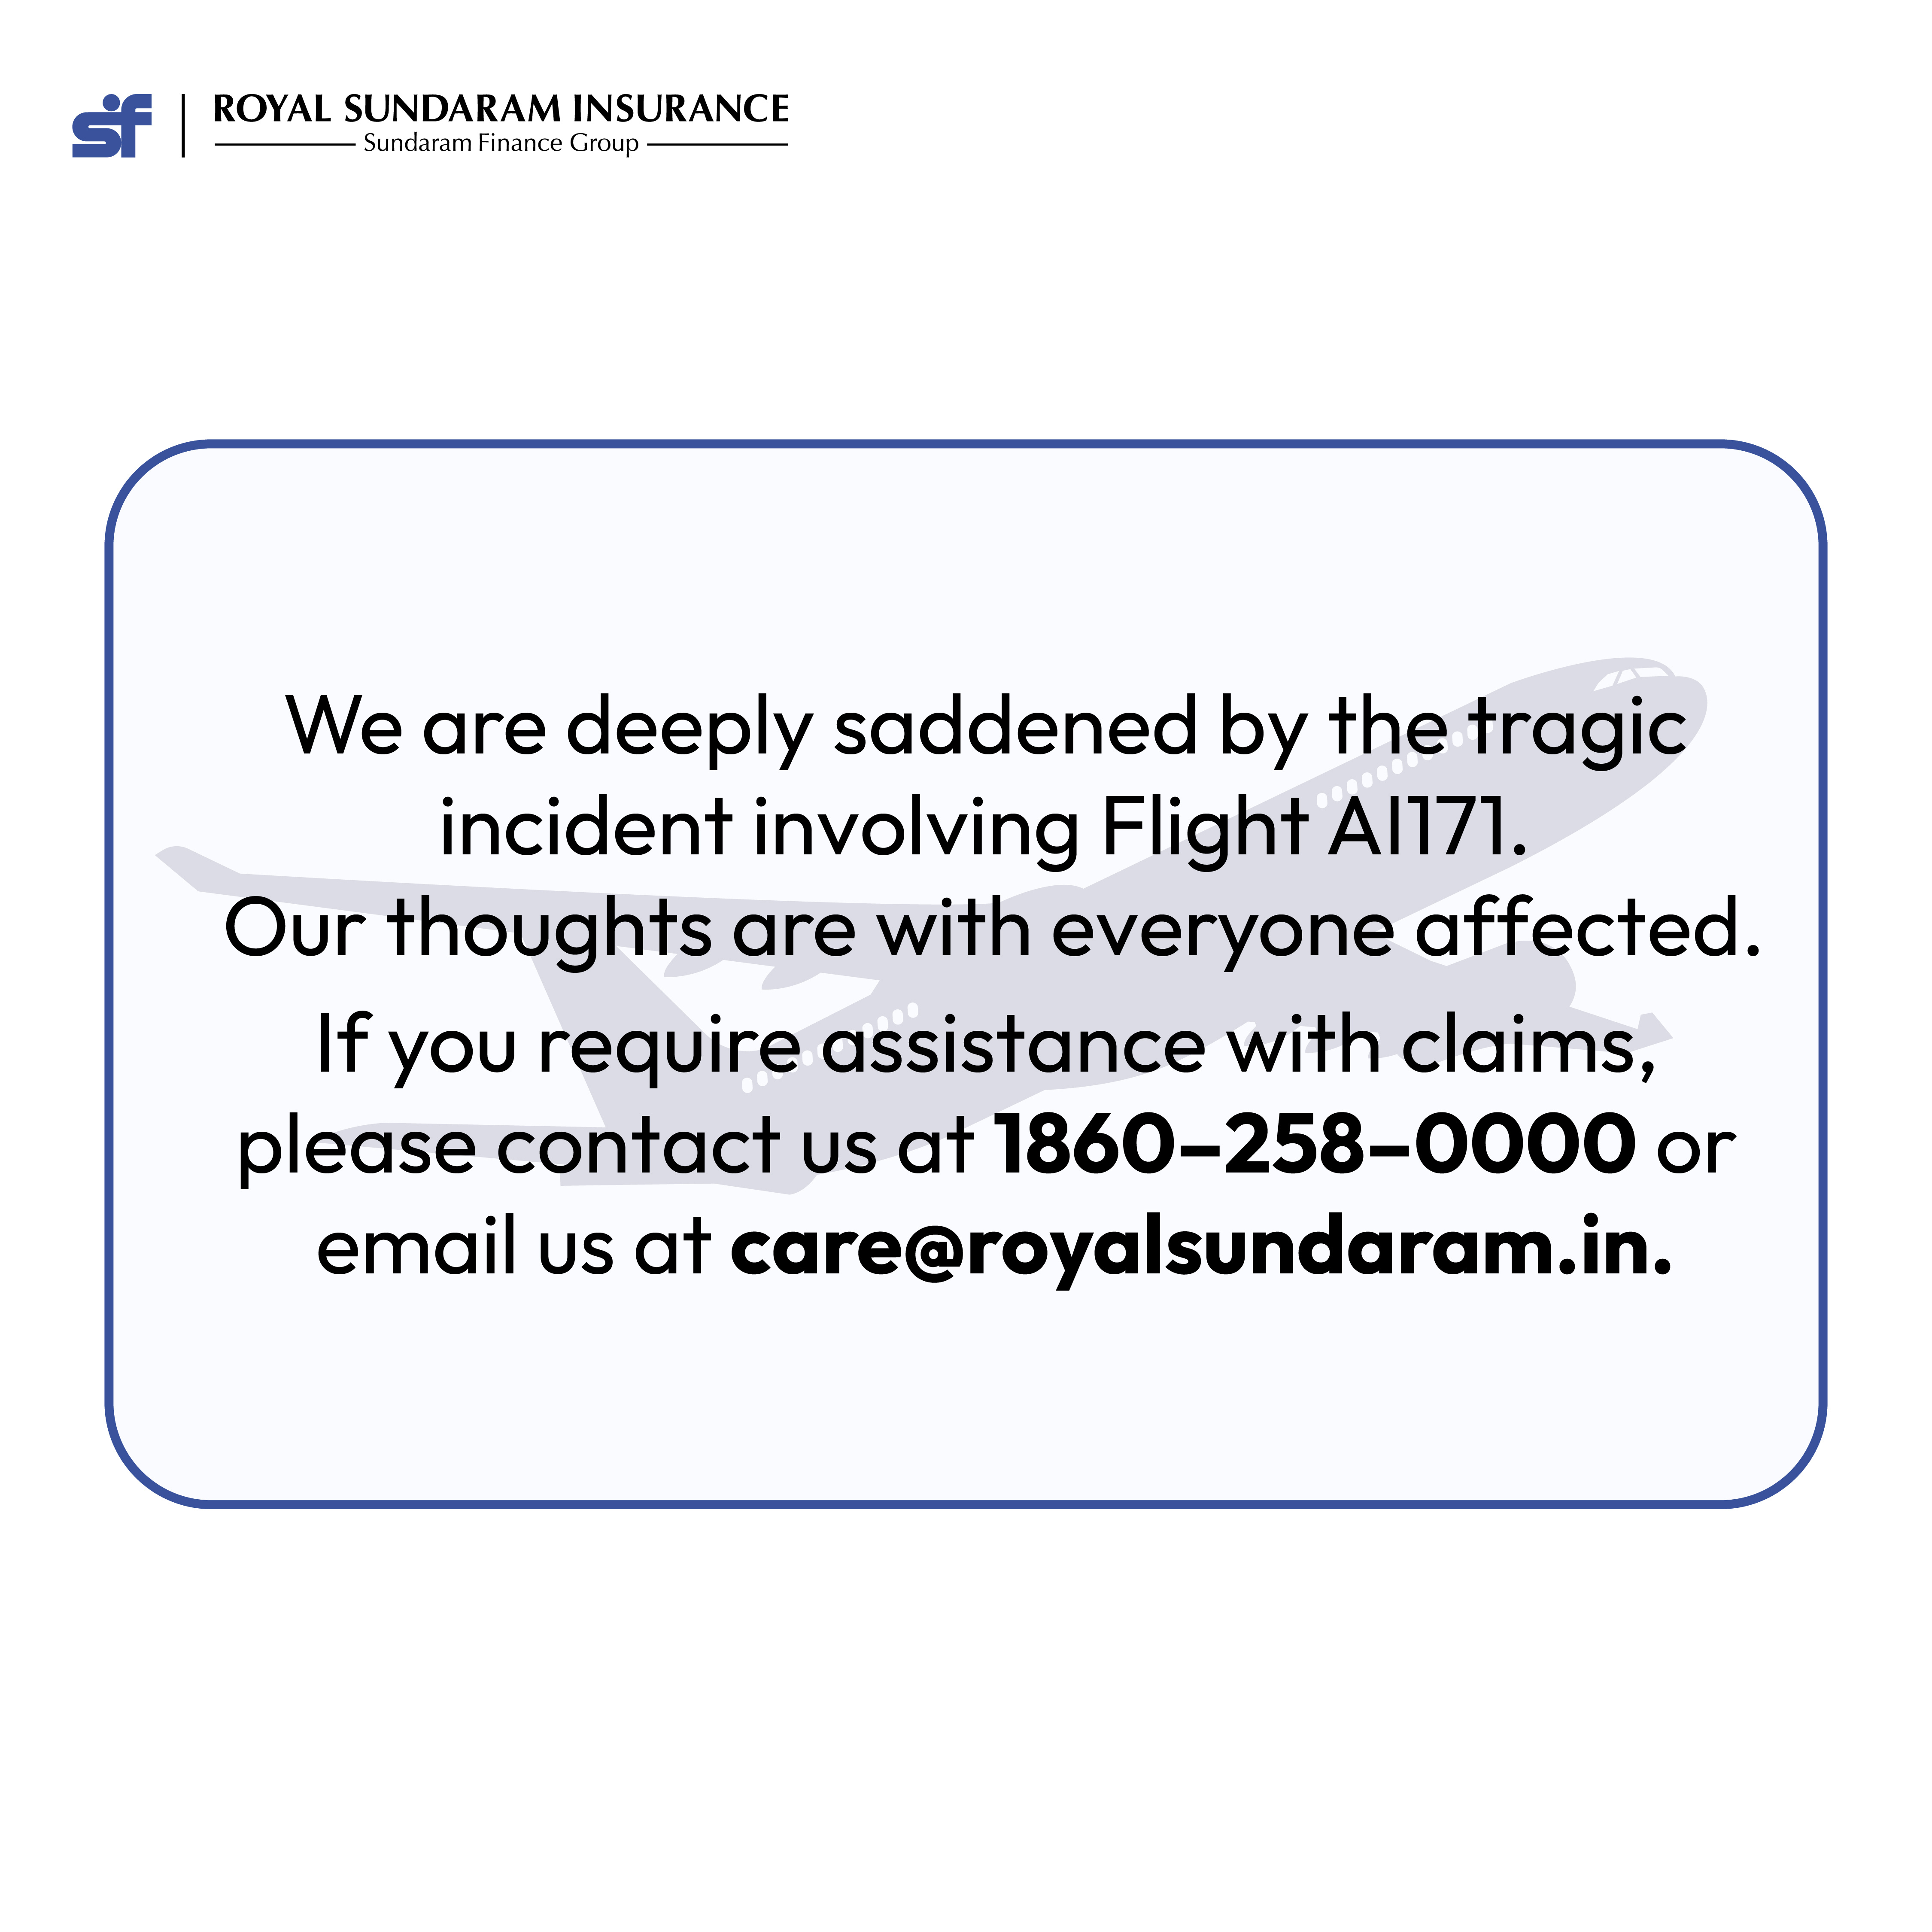 sif
ROYAL SUNDARAM INSURANCE
Sundaram Finance Group
We are deeply saddened by the tragic
incident involving Flight AI171.
Our thoughts are with everyone affected.
If you require assistance with claims,
please contact us at 1860-258-0000 or
email us at care@royalsundaram.in.